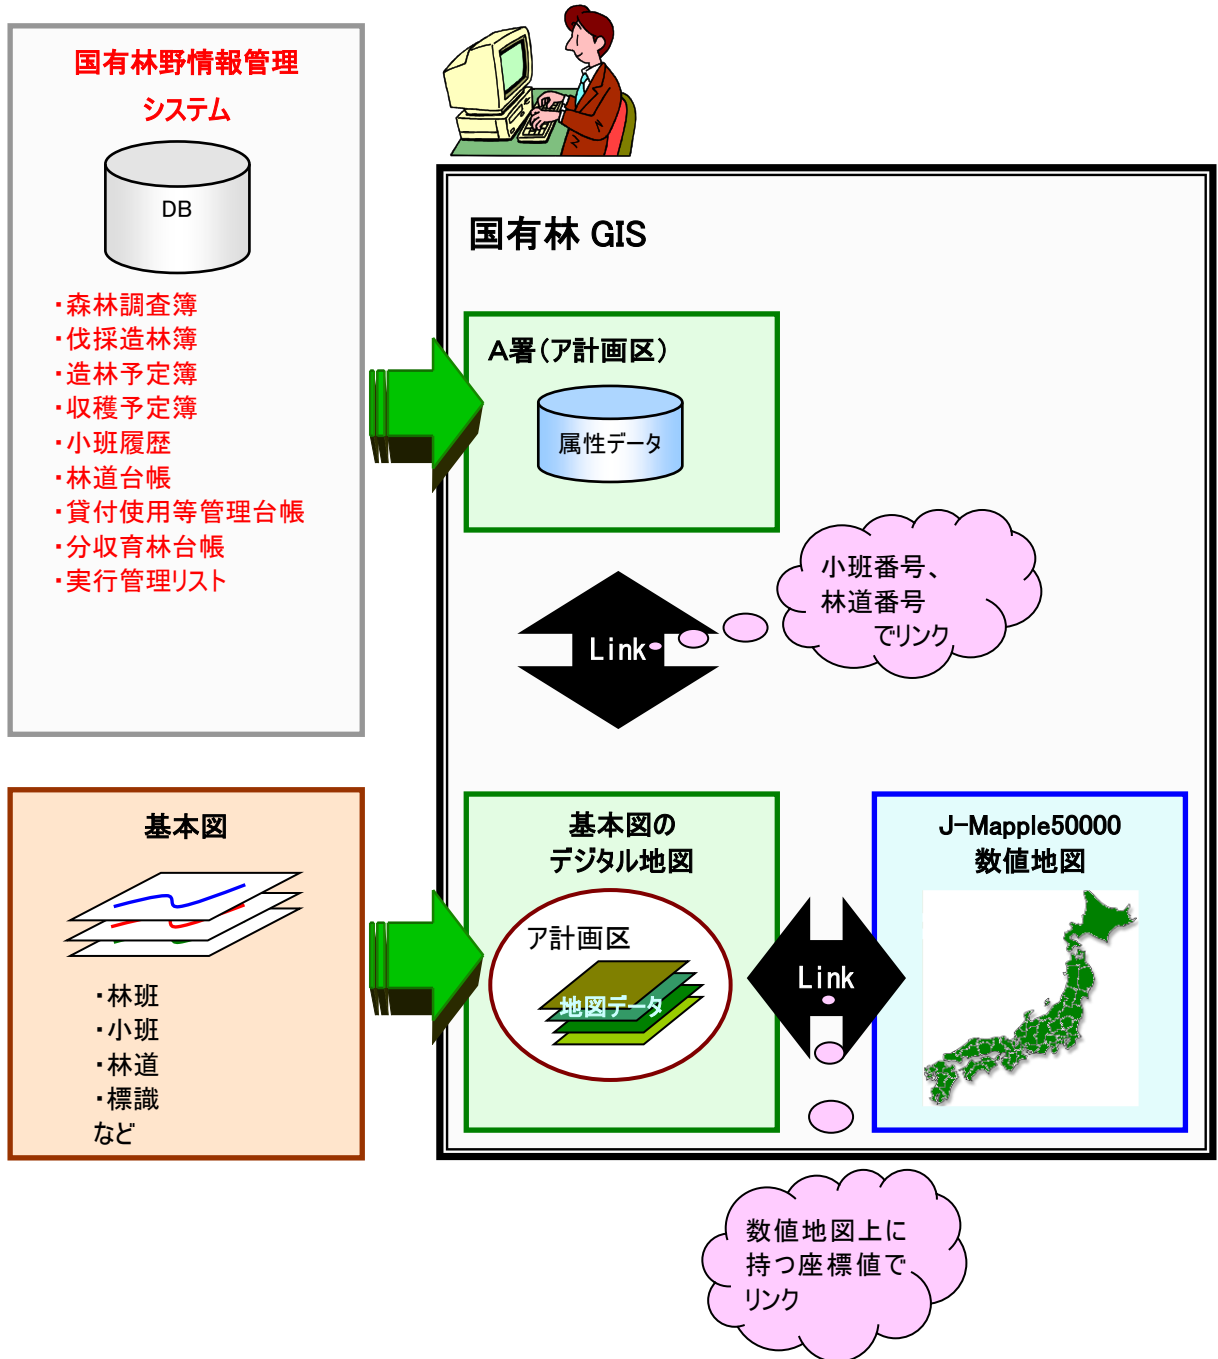 国有林野情報管理
システム
DB
・森林調査簿
・伐採造林簿
・造林予定簿
・収穫予定簿
・小班履歴
・林道台帳
・貸付使用等管理台帳
・分収育林台帳
・実行管理リスト
国有林 GIS
A署(ア計画区)
属性データ
Link
小班番号、
林道番号
でリンク
基本図
・林班
・小班
・林道
・標識
など
基本図の
デジタル地図
ア計画区
地図データ
Link
J-Mapple50000
数値地図
数値地図上に
持つ座標値で
リンク